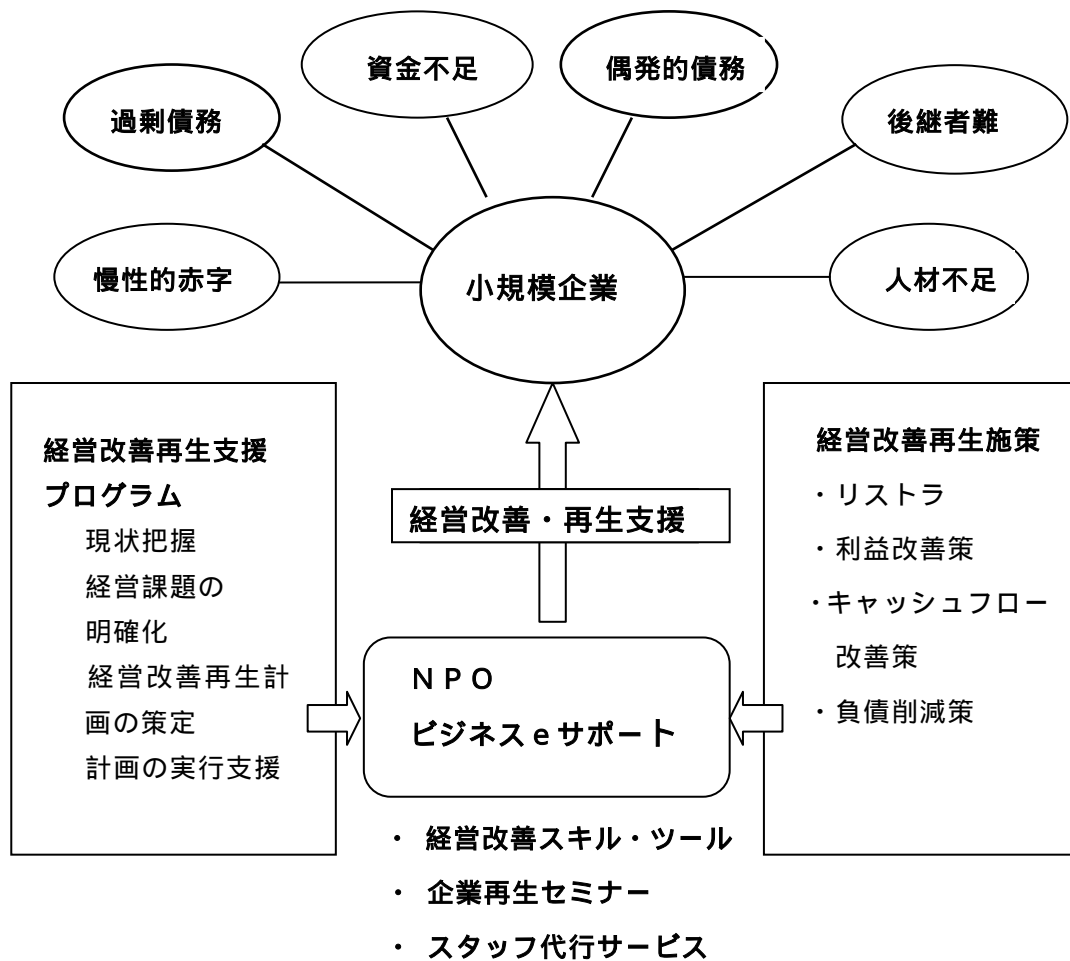 資金不足
偶発的債務
過剰債務
後継者難
慢性的赤字
小規模企業
人材不足
経営改善再生支援
プログラム
現状把握
経営課題の
明確化
経営改善再生計
画の策定
計画の実行支援
経営改善・再生支援
経営改善再生施策
・リストラ
・利益改善策
・キャッシュフロー
改善策
・負債削減策
ＮＰＯ
ビジネスｅサポート
・ 経営改善スキル・ツール
・ 企業再生セミナー
・ スタッフ代行サービス